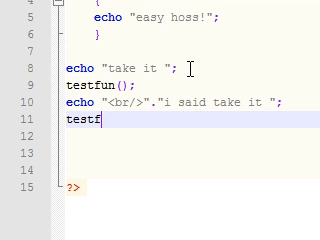 4 {
5 echo "easy hoss!";
6 }
7
8 echo "take it ";
9 testfun();
10 echo "<br/>"."i said take it ";
11 testf
12
13
14
15 ?>